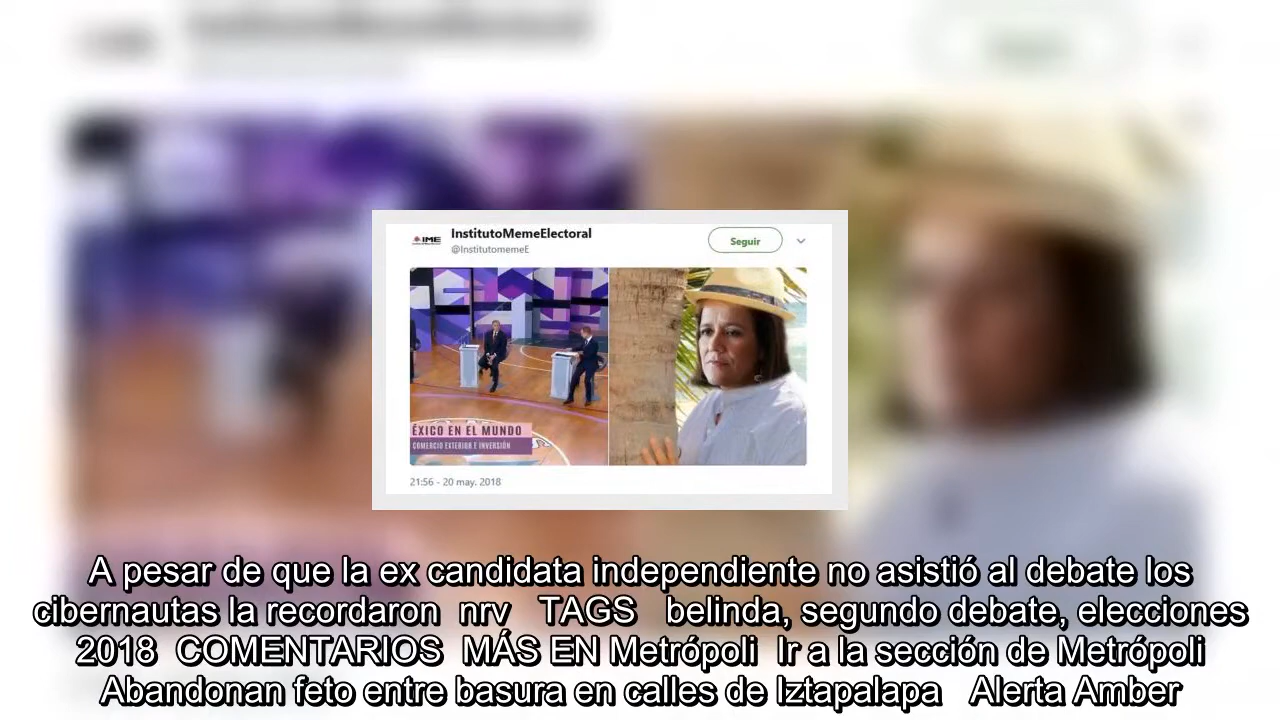 IME
InstitutoMemeElectoral
@InstitutomemeE
Seguir
ÉXICO EN EL MUNDO
COMERCIO EXTERIOR E INVERSIÓN
21:56 - 20 may. 2018
A pesar de que la ex candidata independiente no asistió al debate los
cibernautas la recordaron nrv TAGS belinda, segundo debate, elecciones
2018 COMENTARIOS MÁS EN Metrópoli Ir a la sección de Metrópoli
Abandonan feto entre basura en calles de Iztapalapa Alerta Amber